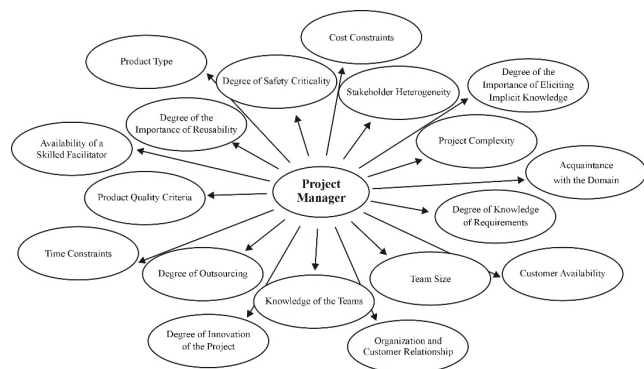 Cost Constraints
Product Type
Degree of Safety Criticality
Degree of the
Importance of Eliciting
Implicit Knowledge
Stakeholder Heterogeneity
Degree of the
Importance of Reusability
Availability of a
Skilled Facilitator
Project Complexity
Acquaintance
with the Domain
Project
Manager
Product Quality Criteria
Degree of Knowledge
of Requirements
Time Constraints
Degree of Outsourcing
Team Size
Customer Availability
Knowledge of the Teams
Degree of Innovation
of the Project
Organization and
Customer Relationship